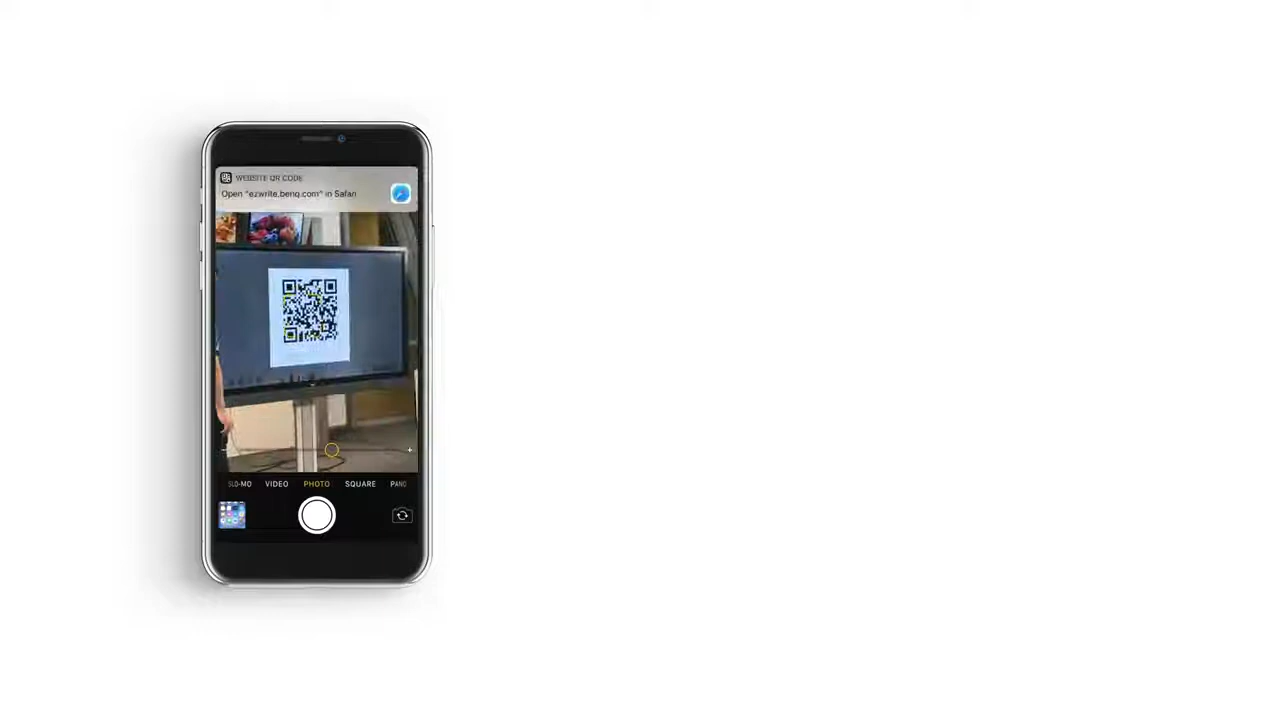 WEBSITE QR CODE
Open "ezwrite.benq.com" in Safari
SLO-MO VIDEO PHOTO SQUARE PANO